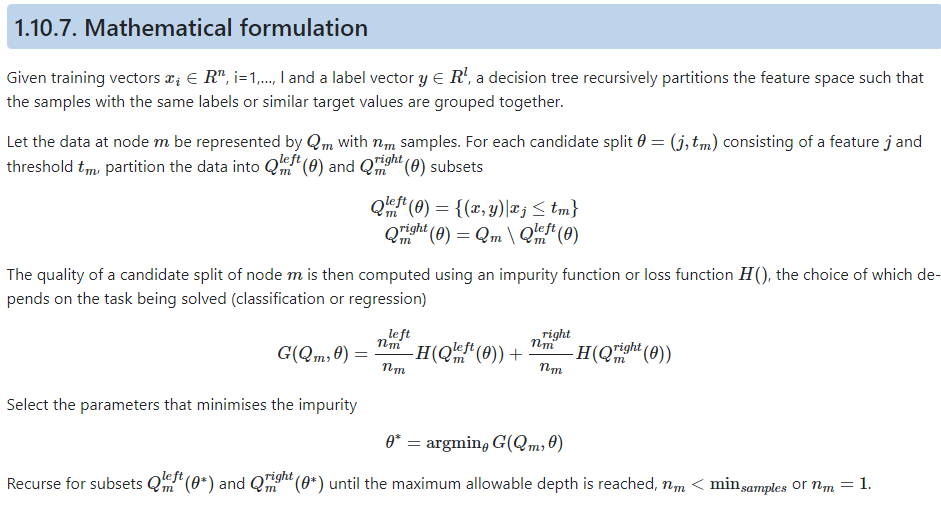 1.10.7. Mathematical formulation
Given training vectors $x_i \in R^n$, i=1,..., l and a label vector $y \in R^l$, a decision tree recursively partitions the feature space such that
the samples with the same labels or similar target values are grouped together.
Let the data at node $m$ be represented by $Q_m$ with $n_m$ samples. For each candidate split $\theta = (j, t_m)$ consisting of a feature $j$ and
threshold $t_m$, partition the data into $Q_m^{left}(\theta)$ and $Q_m^{right}(\theta)$ subsets
$Q_m^{left}(\theta) = \{(x, y)|x_j \leq t_m\}$
$Q_m^{right}(\theta) = Q_m \setminus Q_m^{left}(\theta)$
The quality of a candidate split of node $m$ is then computed using an impurity function or loss function $H()$, the choice of which de-
pends on the task being solved (classification or regression)
$G(Q_m, \theta) = \frac{n_m^{left}}{n_m} H(Q_m^{left}(\theta)) + \frac{n_m^{right}}{n_m} H(Q_m^{right}(\theta))$
Select the parameters that minimises the impurity
$\theta^* = \operatorname{argmin}_\theta G(Q_m, \theta)$
Recurse for subsets $Q_m^{left}(\theta^*)$ and $Q_m^{right}(\theta^*)$ until the maximum allowable depth is reached, $n_m < \min_{samples}$ or $n_m = 1$.